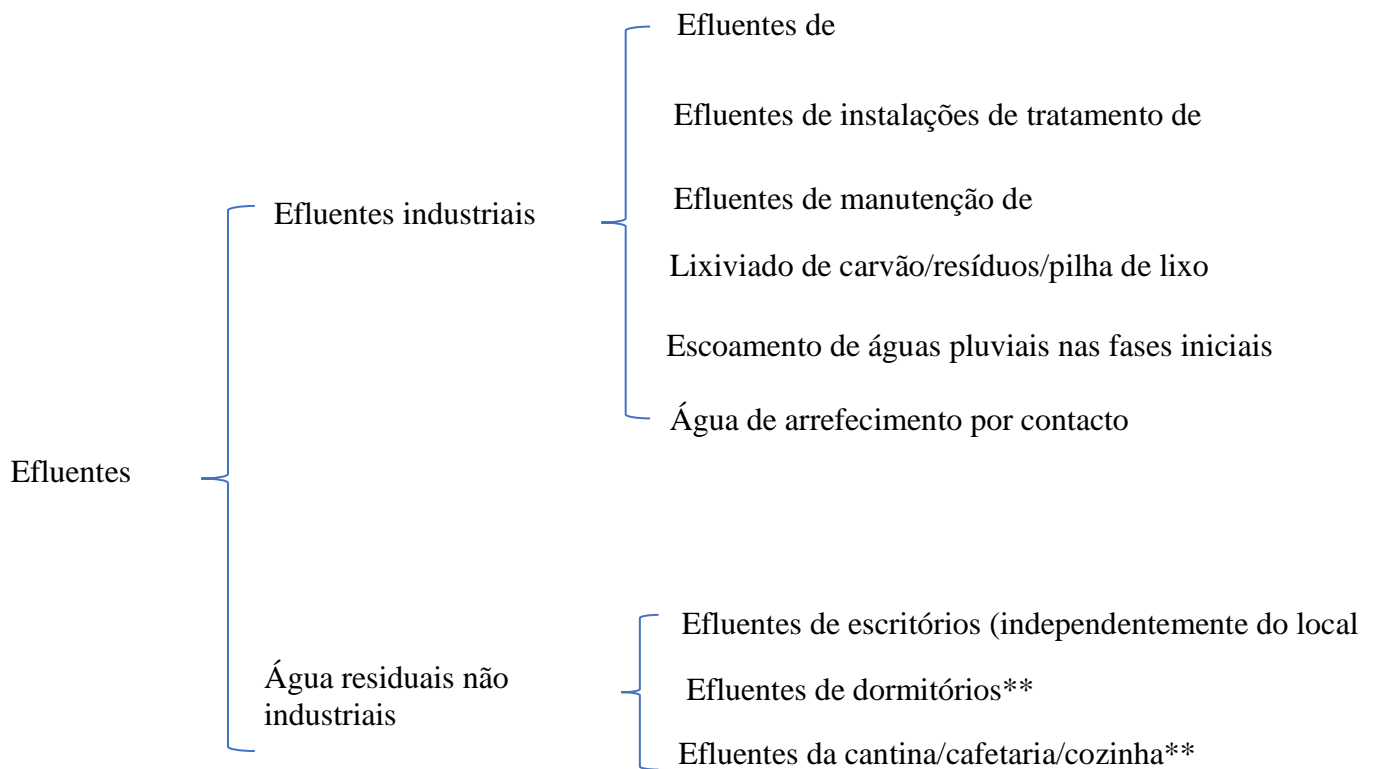 Efluentes de
Efluentes de instalações de tratamento de
Efluentes de manutenção de
Efluentes industriais
Lixiviado de carvão/resíduos/pilha de lixo
Escoamento de águas pluviais nas fases iniciais
Água de arrefecimento por contacto
Efluentes
Efluentes de escritórios (independentemente do local
Água residuais não
industriais
Efluentes de dormitórios**
Efluentes da cantina/cafetaria/cozinha**